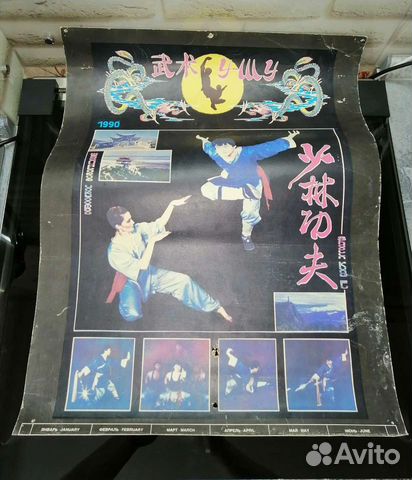 武术 УШУ
1990
少林功夫
ЯНВАРЬ JANUARY ФЕВРАЛЬ FEBRUARY МАРТ MARCH АПРЕЛЬ APRIL МАЙ MAY ИЮНЬ JUNE
Avito